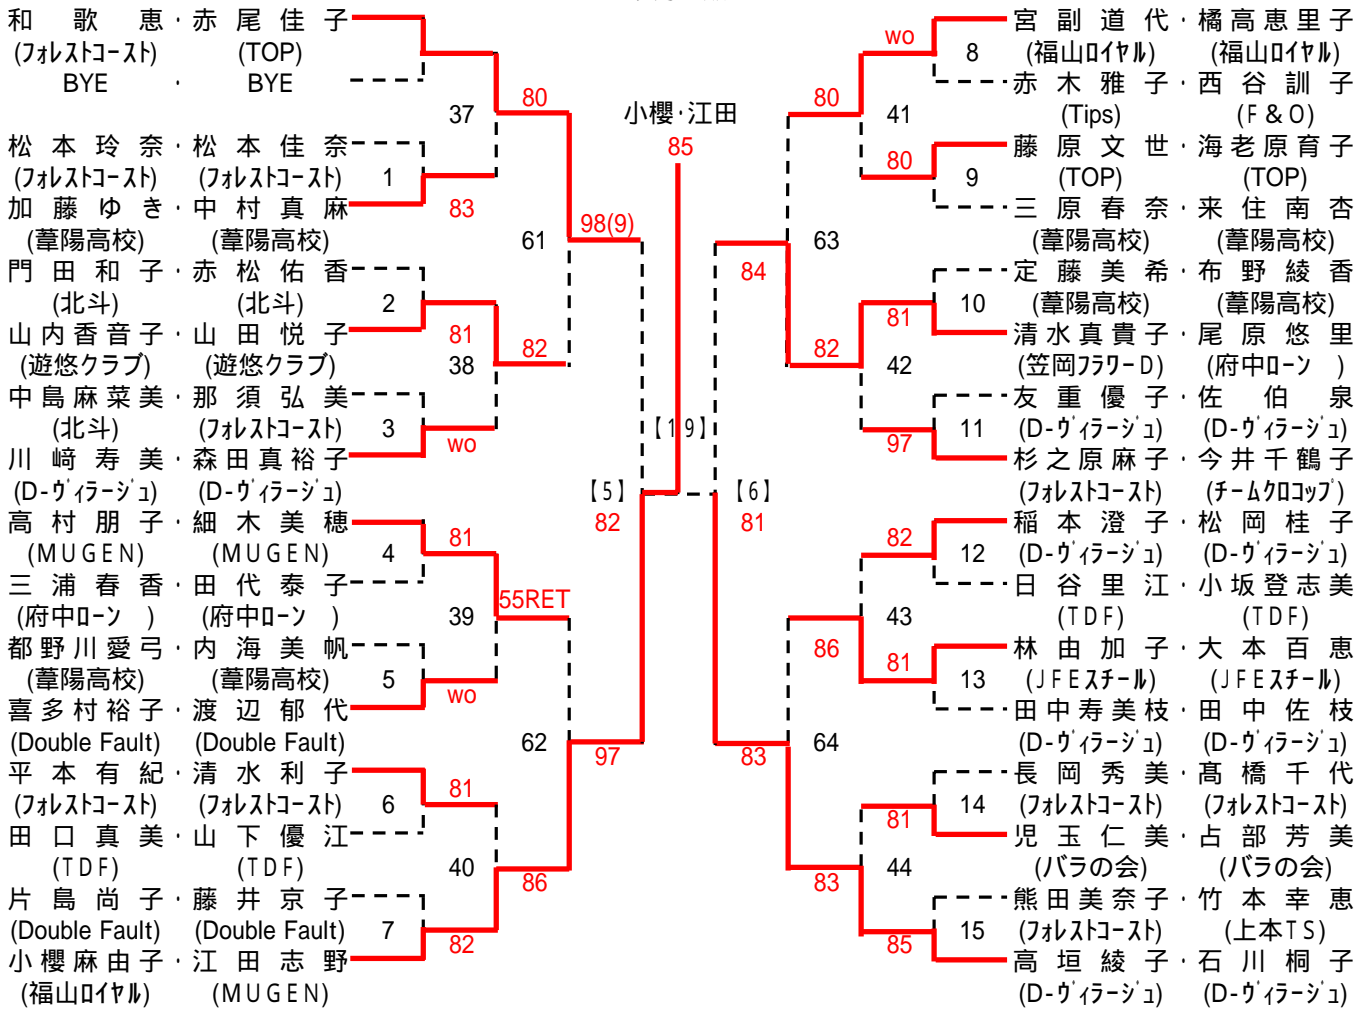 和歌恵・赤尾佳子
(フォレストコースト) (TOP)
BYE ・ BYE
37
80
松本玲奈・松本佳奈
(フォレストコースト) (フォレストコースト) 1
加藤ゆき・中村真麻
83
(葦陽高校) (葦陽高校)
61
98(9)
門田和子・赤松佑香
(北斗) (北斗) 2
山内香音子・山田悦子
81
(遊悠クラブ) (遊悠クラブ)
38
82
中島麻菜美・那須弘美
(北斗) (フォレストコースト) 3
wo
川﨑寿美・森田真裕子
(D-ヴィラージュ) (D-ヴィラージュ)
【5】
82
高村朋子・細木美穂
(MUGEN) (MUGEN) 4
81
三浦春香・田代泰子
(府中ローン ) (府中ローン )
39
55RET
都野川愛弓・内海美帆
(葦陽高校) (葦陽高校) 5
wo
喜多村裕子・渡辺郁代
(Double Fault) (Double Fault)
62
97
平本有紀・清水利子
(フォレストコースト) (フォレストコースト) 6
81
田口真美・山下優江
(TDF) (TDF)
40
86
片島尚子・藤井京子
(Double Fault) (Double Fault) 7
82
小櫻麻由子・江田志野
(福山ロイヤル) (MUGEN)
小櫻・江田
85
【19】
宮副道代・橘高恵里子
wo
8 (福山ロイヤル) (福山ロイヤル)
赤木雅子・西谷訓子
(Tips) (F&O)
80
41
藤原文世・海老原育子
80
9 (TOP) (TOP)
三原春奈・来住南杏
(葦陽高校) (葦陽高校)
63
84
定藤美希・布野綾香
10 (葦陽高校) (葦陽高校)
81
清水真貴子・尾原悠里
(笠岡フラワーD) (府中ローン )
82
42
友重優子・佐伯泉
11 (D-ヴィラージュ) (D-ヴィラージュ)
97
杉之原麻子・今井千鶴子
(フォレストコースト) (チームクロコップ)
【6】
81
稲本澄子・松岡桂子
82
12 (D-ヴィラージュ) (D-ヴィラージュ)
日谷里江・小坂登志美
(TDF) (TDF)
43
86
林由加子・大本百恵
81
13 (JFEスチール) (JFEスチール)
田中寿美枝・田中佐枝
(D-ヴィラージュ) (D-ヴィラージュ)
64
83
長岡秀美・髙橋千代
14 (フォレストコースト) (フォレストコースト)
81
児玉仁美・占部芳美
(バラの会) (バラの会)
44
83
熊田美奈子・竹本幸恵
15 (フォレストコースト) (上本TS)
85
高垣綾子・石川桐子
(D-ヴィラージュ) (D-ヴィラージュ)